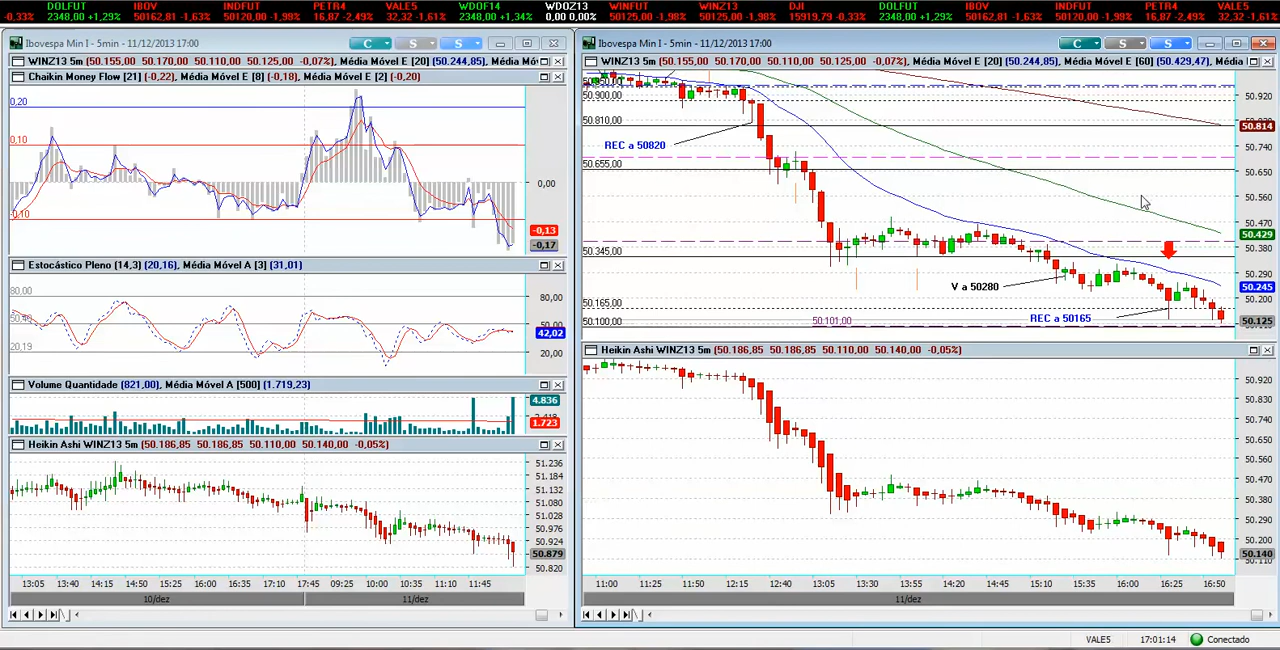 DOLFUT IBOV INDFUT PETR4 VALE5 WDOF14 WDOZ13 WINFUT WINZ13 DJI DOLFUT IBOV INDFUT PETR4 VALE5
-0,33% 2348,00 +1,29% 50162,81 -1,63% 50120,00 -1,99% 16,87 -2,49% 32,32 -1,61% 2348,00 +1,34% 0,00 0,00% 50125,00 -1,98% 50125,00 -1,98% 15919,79 -0,33% 2348,00 +1,29% 50162,81 -1,63% 50120,00 -1,99% 16,87 -2,49% 32,32 -1,61%
Ibovespa Min I - 5min - 11/12/2013 17:00
C S S
WINZ13 5m (50.155,00 50.170,00 50.110,00 50.125,00 -0,07%), Média Móvel E [20] (50.244,85), Média Mó
Chaikin Money Flow [21] (-0,22), Média Móvel E [8] (-0,18), Média Móvel E [2] (-0,20)
0,20
0,10
0,00
-0,10
-0,13
-0,17
Estocástico Pleno [14,3] (20,16), Média Móvel A [3] (31,01)
80,00
80,00
50,00
42,02
20,19
20,00
Volume Quantidade (821,00), Média Móvel A [500] (1.719,23)
4.836
1.723
Heikin Ashi WINZ13 5m (50.186,85 50.186,85 50.110,00 50.140,00 -0,05%)
51.236
51.184
51.132
51.080
51.028
50.976
50.924
50.879
50.820
13:05 13:40 14:15 14:50 15:25 16:00 16:35 17:10 17:45 09:25 10:00 10:35 11:10 11:45
10/dez 11/dez
Ibovespa Min I - 5min - 11/12/2013 17:00
C S S
WINZ13 5m (50.155,00 50.170,00 50.110,00 50.125,00 -0,07%), Média Móvel E [20] (50.244,85), Média Móvel E [60] (50.429,47), Média
50.900,00
50.920
50.810,00
50.814
REC a 50820
50.740
50.655,00
50.650
50.560
50.470
50.429
50.380
50.345,00
50.290
V a 50280
50.245
50.200
50.165,00
REC a 50165
50.100,00
50.101,00
50.125
Heikin Ashi WINZ13 5m (50.186,85 50.186,85 50.110,00 50.140,00 -0,05%)
50.920
50.830
50.740
50.650
50.560
50.470
50.380
50.290
50.200
50.140
50.110
11:00 11:25 11:50 12:15 12:40 13:05 13:30 13:55 14:20 14:45 15:10 15:35 16:00 16:25 16:50
11/dez
VALE5 17:01:14 Conectado